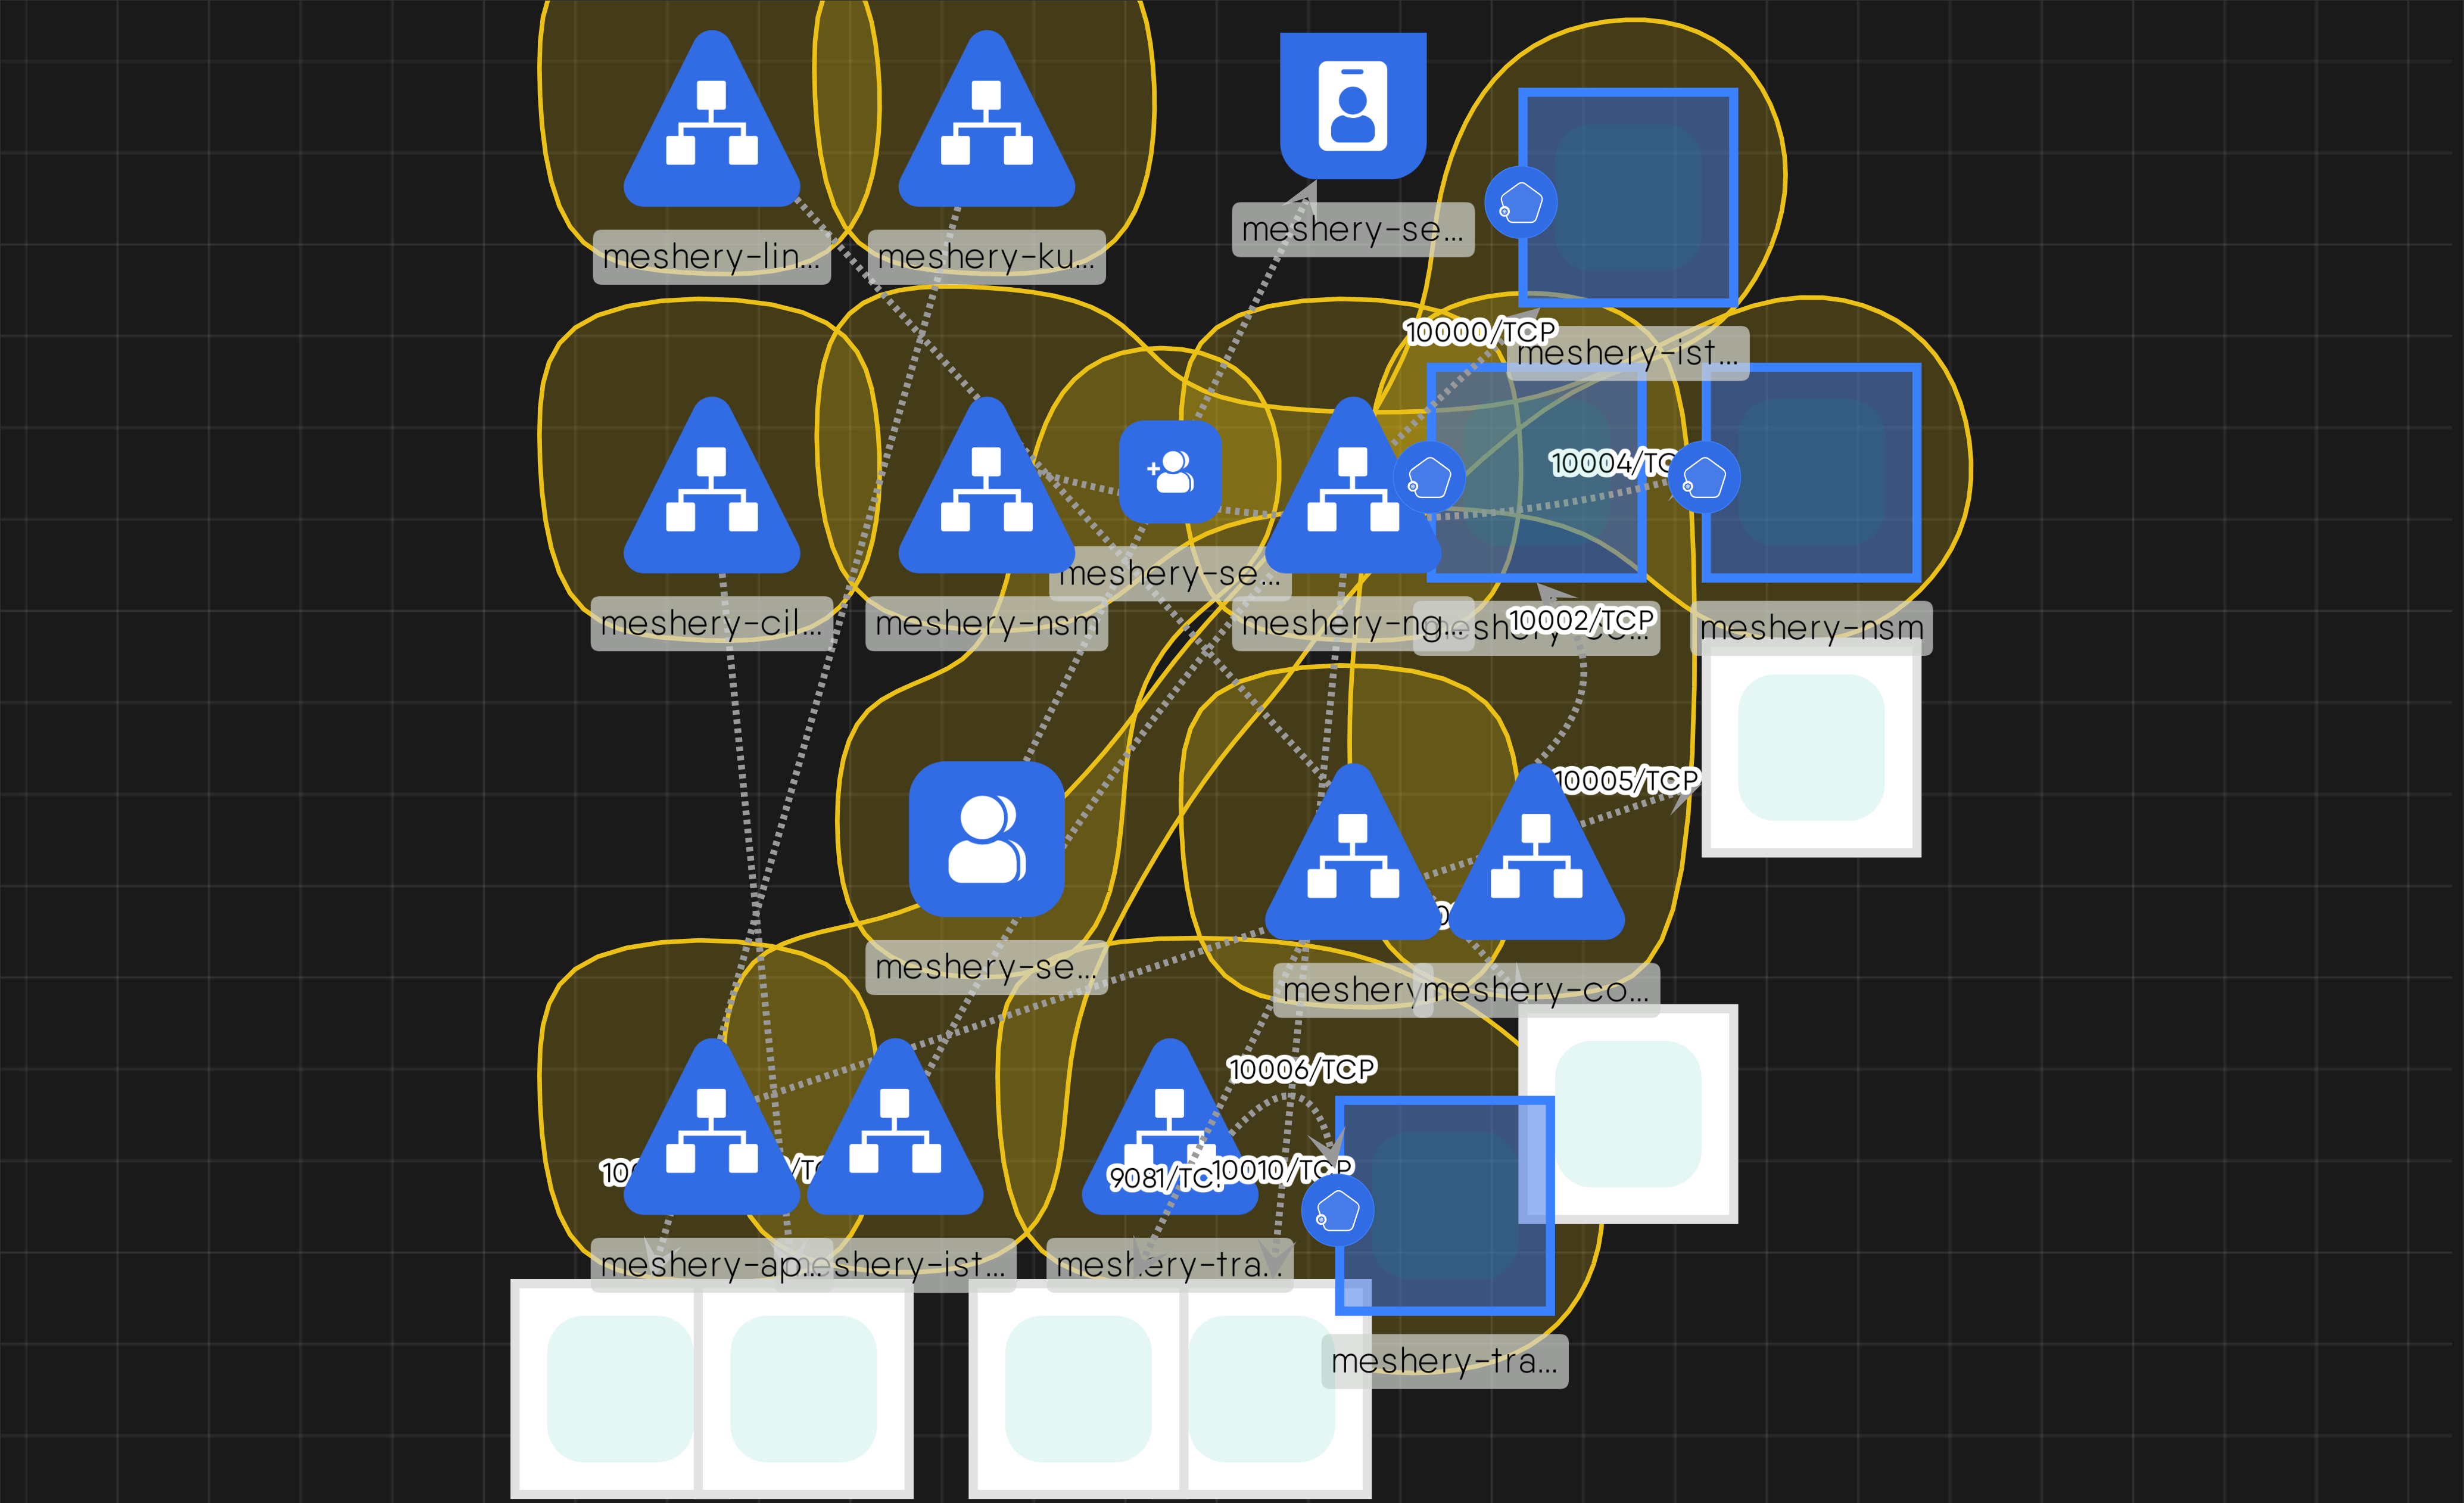 meshery-lin...
meshery-ku...
meshery-se...
10000/TCP
meshery-ist...
10004/TC
meshery-se...
meshery-cil...
meshery-nsm
meshery-ng...
10002/TCP
meshery-nsm
10005/TCP
meshery-se...
meshery
meshery-co...
10006/TCP
9081/TC
10010/TCP
meshery-ap...
meshery-ist...
meshery-tra...
meshery-tra...